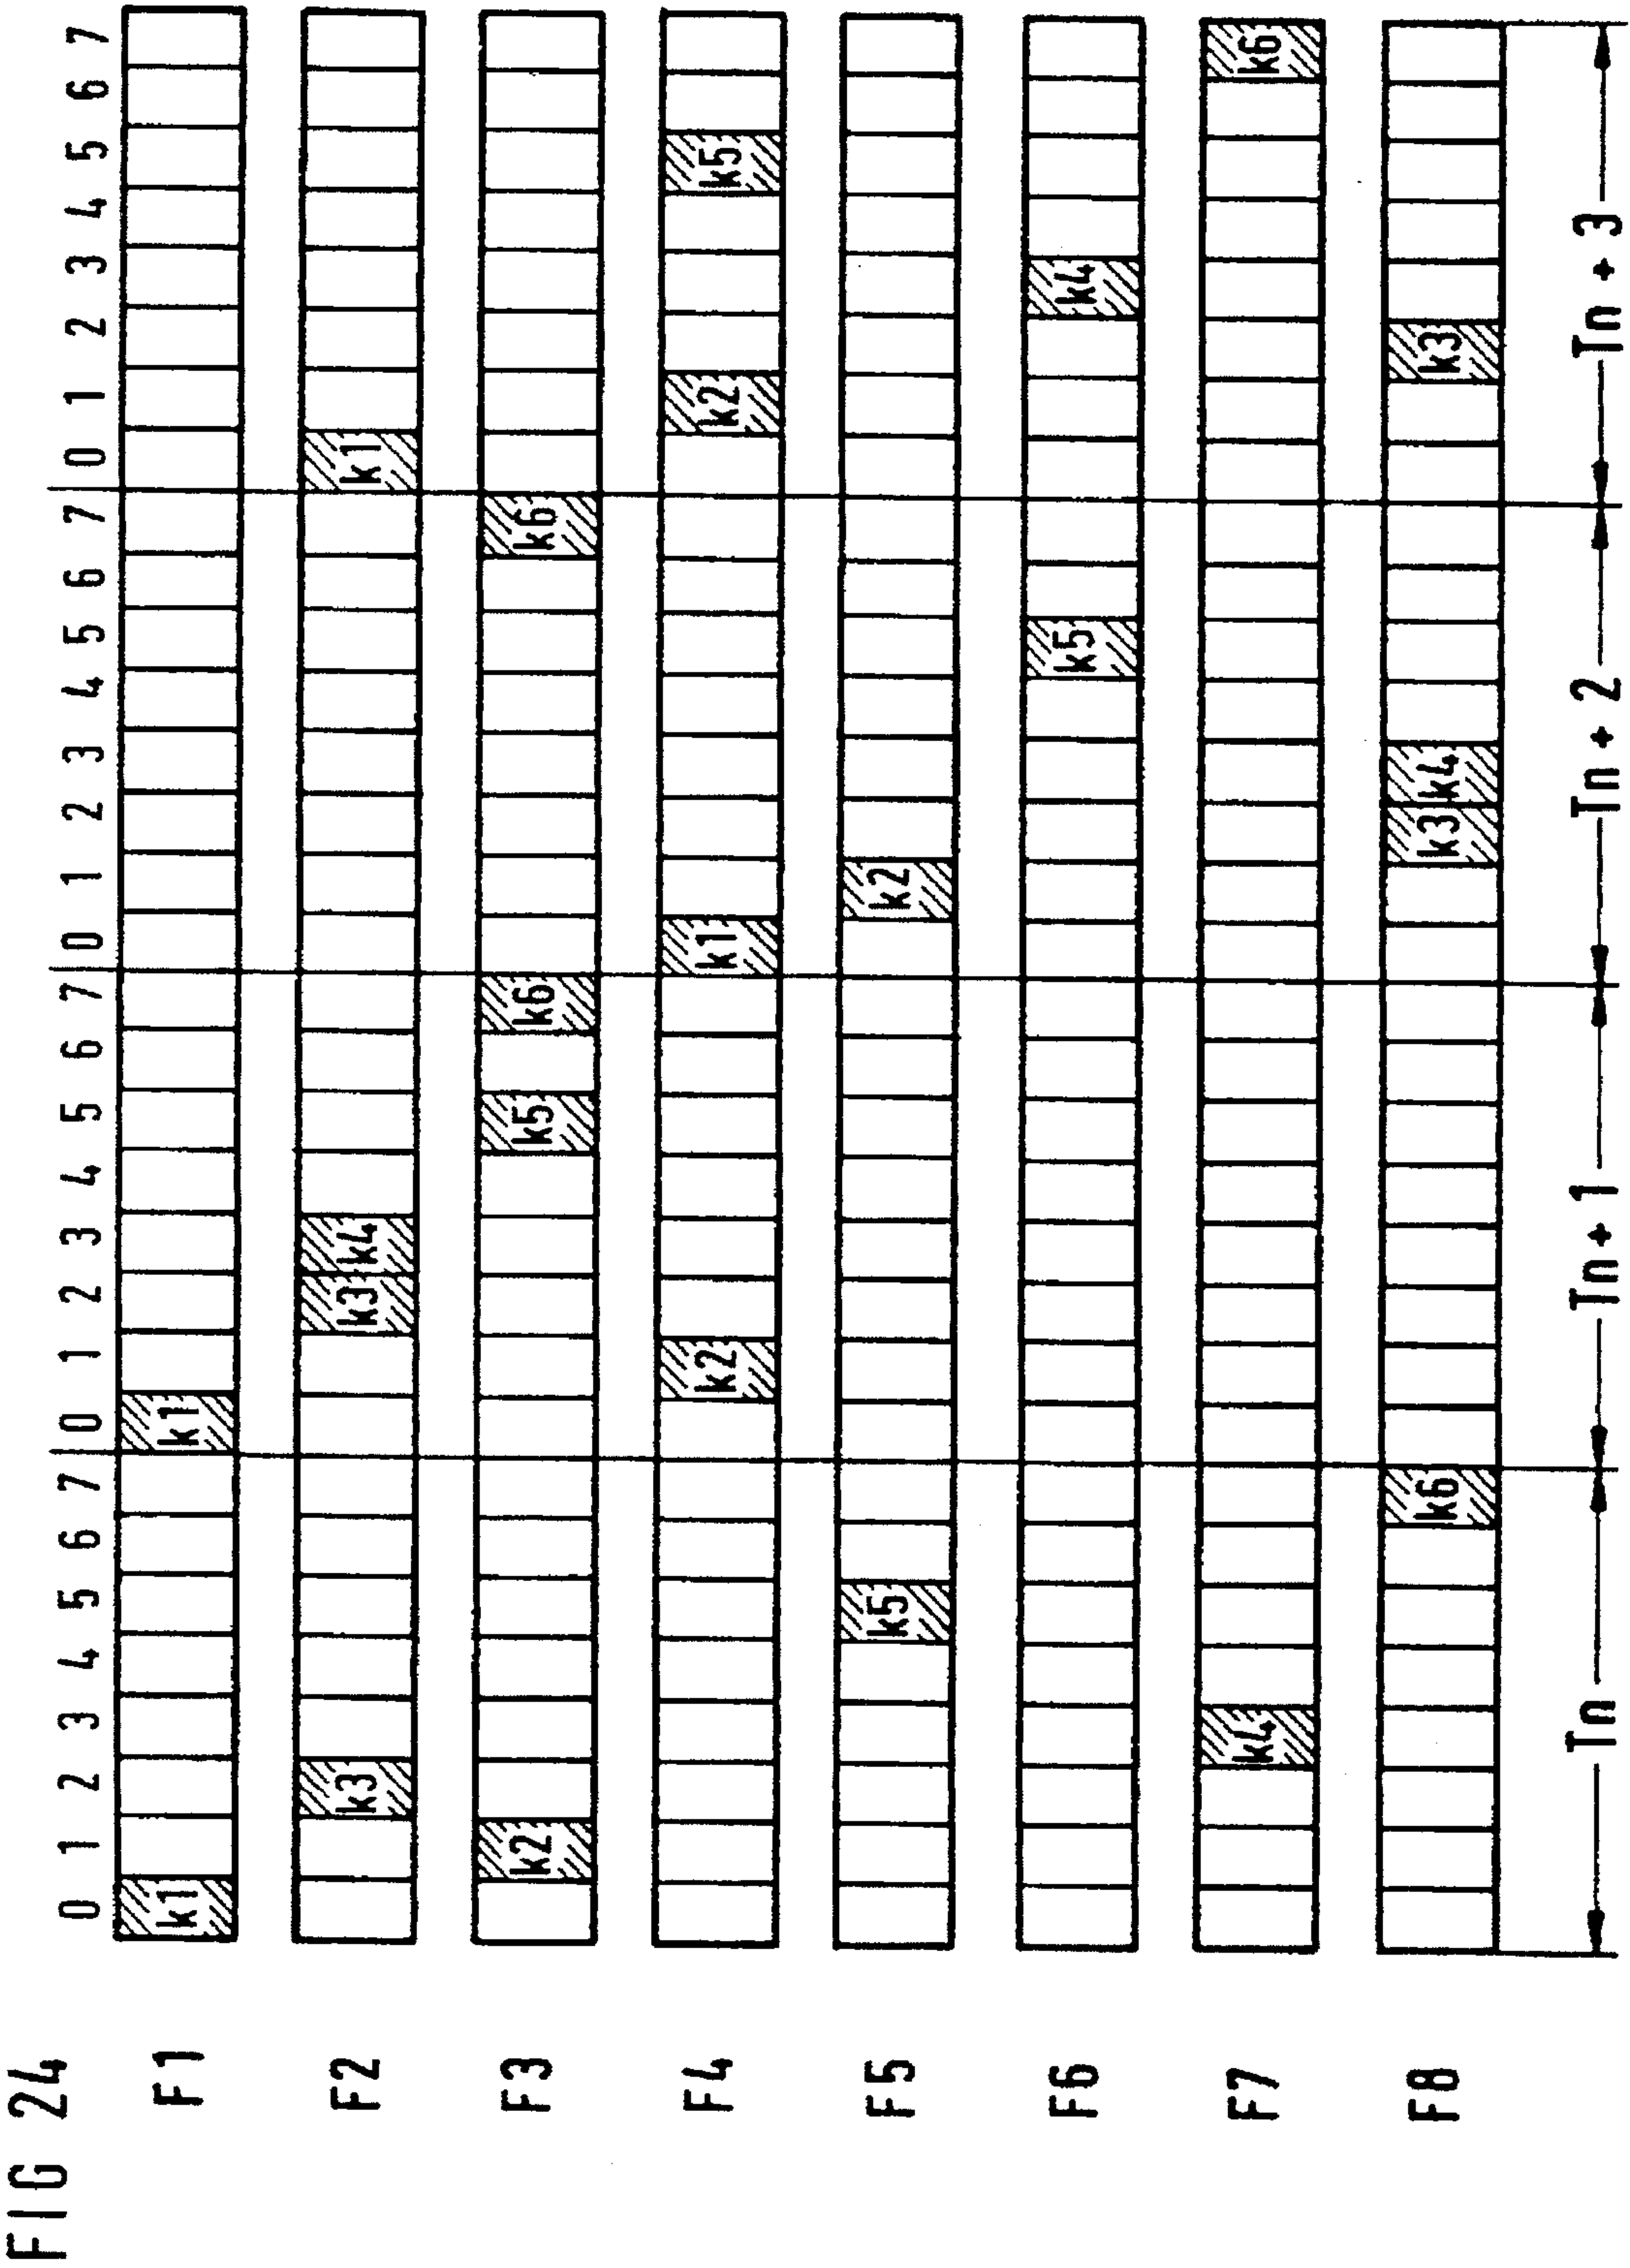 FIG 24
0 1 2 3 4 5 6 7 0 1 2 3 4 5 6 7 0 1 2 3 4 5 6 7 0 1 2 3 4 5 6 7
F1 k1 k1
F2 k3 k3 k4 k1
F3 k2 k5 k6 k6
F4 k2 k1 k2 k5
F5 k5 k2
F6 k5 k4
F7 k4 k6
F8 k6 k3 k4 k3
Tn Tn + 1 Tn + 2 Tn + 3